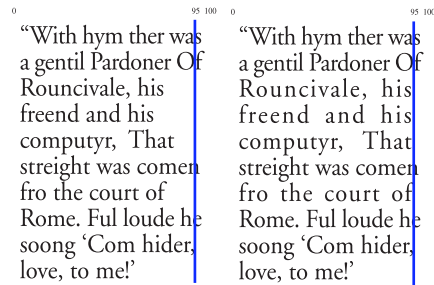 0 95 100 0 95 100
“With hym ther was
a gentil Pardoner Of
Rouncivale, his
freend and his
computyr, That
streight was comen
fro the court of
Rome. Ful loude he
soong ‘Com hider,
love, to me!’
“With hym ther was
a gentil Pardoner Of
Rouncivale, his
freend and his
computyr, That
streight was comen
fro the court of
Rome. Ful loude he
soong ‘Com hider,
love, to me!’